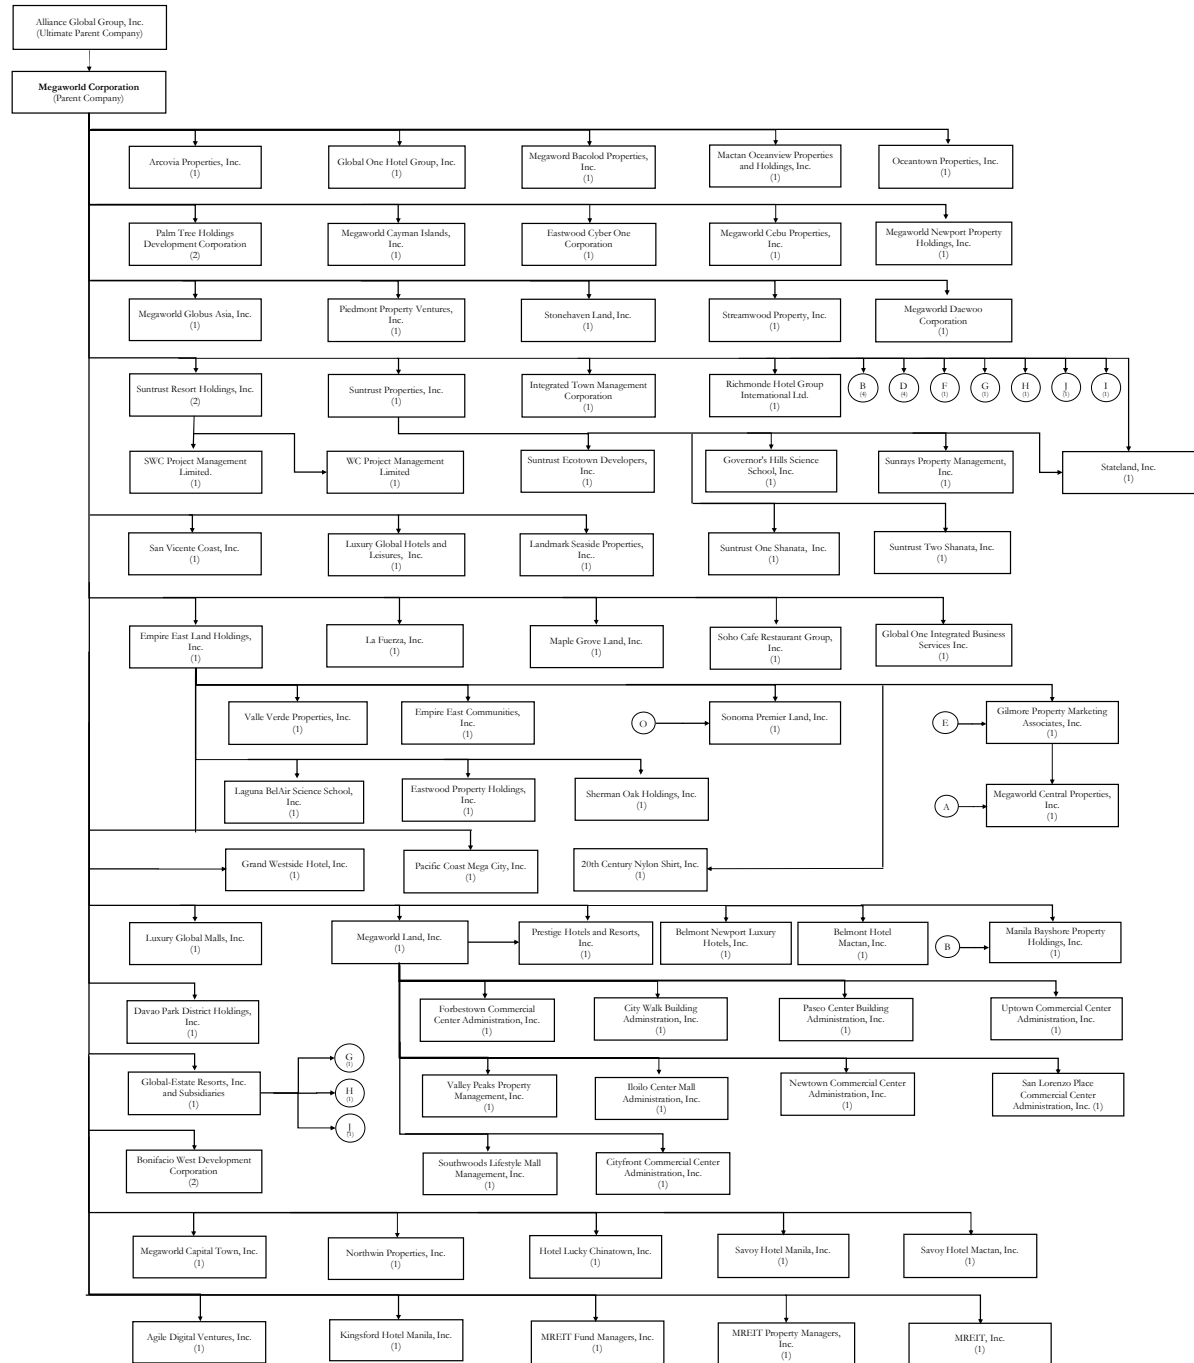 Alliance Global Group, Inc.
(Ultimate Parent Company)
Megaworld Corporation
(Parent Company)
Arcovia Properties, Inc.
(1)
Global One Hotel Group, Inc.
(1)
Megaword Bacolod Properties,
Inc.
(1)
Mactan Oceanview Properties
and Holdings, Inc.
(1)
Oceantown Properties, Inc.
(1)
Palm Tree Holdings
Development Corporation
(2)
Megaworld Cayman Islands,
Inc.
(1)
Eastwood Cyber One
Corporation
(1)
Megaworld Cebu Properties,
Inc.
(1)
Megaworld Newport Property
Holdings, Inc.
(1)
Megaworld Globus Asia, Inc.
(1)
Piedmont Property Ventures,
Inc.
(1)
Stonehaven Land, Inc.
(1)
Streamwood Property, Inc.
(1)
Megaworld Daewoo
Corporation
(1)
Suntrust Resort Holdings, Inc.
(2)
Suntrust Properties, Inc.
(1)
Integrated Town Management
Corporation
(1)
Richmonde Hotel Group
International Ltd.
(1)
B
(4)
D
(4)
F
(1)
G
(1)
H
(1)
J
(1)
I
(1)
SWC Project Management
Limited.
(1)
WC Project Management
Limited
(1)
Suntrust Ecotown Developers,
Inc.
(1)
Governor's Hills Science
School, Inc.
(1)
Sunrays Property Management,
Inc.
(1)
Stateland, Inc.
(1)
San Vicente Coast, Inc.
(1)
Luxury Global Hotels and
Leisures, Inc.
(1)
Landmark Seaside Properties,
Inc..
(1)
Suntrust One Shanata, Inc.
(1)
Suntrust Two Shanata, Inc.
(1)
Empire East Land Holdings,
Inc.
(1)
La Fuerza, Inc.
(1)
Maple Grove Land, Inc.
(1)
Soho Cafe Restaurant Group,
Inc.
(1)
Global One Integrated Business
Services Inc.
(1)
Valle Verde Properties, Inc.
(1)
Empire East Communities,
Inc.
(1)
O
Sonoma Premier Land, Inc.
(1)
E
Gilmore Property Marketing
Associates, Inc.
(1)
Laguna BelAir Science School,
Inc.
(1)
Eastwood Property Holdings,
Inc.
(1)
Sherman Oak Holdings, Inc.
(1)
A
Megaworld Central Properties,
Inc.
(1)
Grand Westside Hotel, Inc.
(1)
Pacific Coast Mega City, Inc.
(1)
20th Century Nylon Shirt, Inc.
(1)
Luxury Global Malls, Inc.
(1)
Megaworld Land, Inc.
(1)
Prestige Hotels and Resorts,
Inc.
(1)
Belmont Newport Luxury
Hotels, Inc.
(1)
Belmont Hotel
Mactan, Inc.
(1)
B
Manila Bayshore Property
Holdings, Inc.
(1)
Davao Park District Holdings,
Inc.
(1)
Forbestown Commercial
Center Administration, Inc.
(1)
City Walk Building
Administration, Inc.
(1)
Paseo Center Building
Administration, Inc.
(1)
Uptown Commercial Center
Administration, Inc.
(1)
Global-Estate Resorts, Inc.
and Subsidiaries
(1)
G
(1)
H
(1)
J
(1)
Valley Peaks Property
Management, Inc.
(1)
Iloilo Center Mall
Administration, Inc.
(1)
Newtown Commercial Center
Administration, Inc.
(1)
San Lorenzo Place
Commercial Center
Administration, Inc. (1)
Bonifacio West Development
Corporation
(2)
Southwoods Lifestyle Mall
Management, Inc.
(1)
Cityfront Commercial Center
Administration, Inc.
(1)
Megaworld Capital Town, Inc.
(1)
Northwin Properties, Inc.
(1)
Hotel Lucky Chinatown, Inc.
(1)
Savoy Hotel Manila, Inc.
(1)
Savoy Hotel Mactan, Inc.
(1)
Agile Digital Ventures, Inc.
(1)
Kingsford Hotel Manila, Inc.
(1)
MREIT Fund Managers, Inc.
(1)
MREIT Property Managers,
Inc.
(1)
MREIT, Inc.
(1)